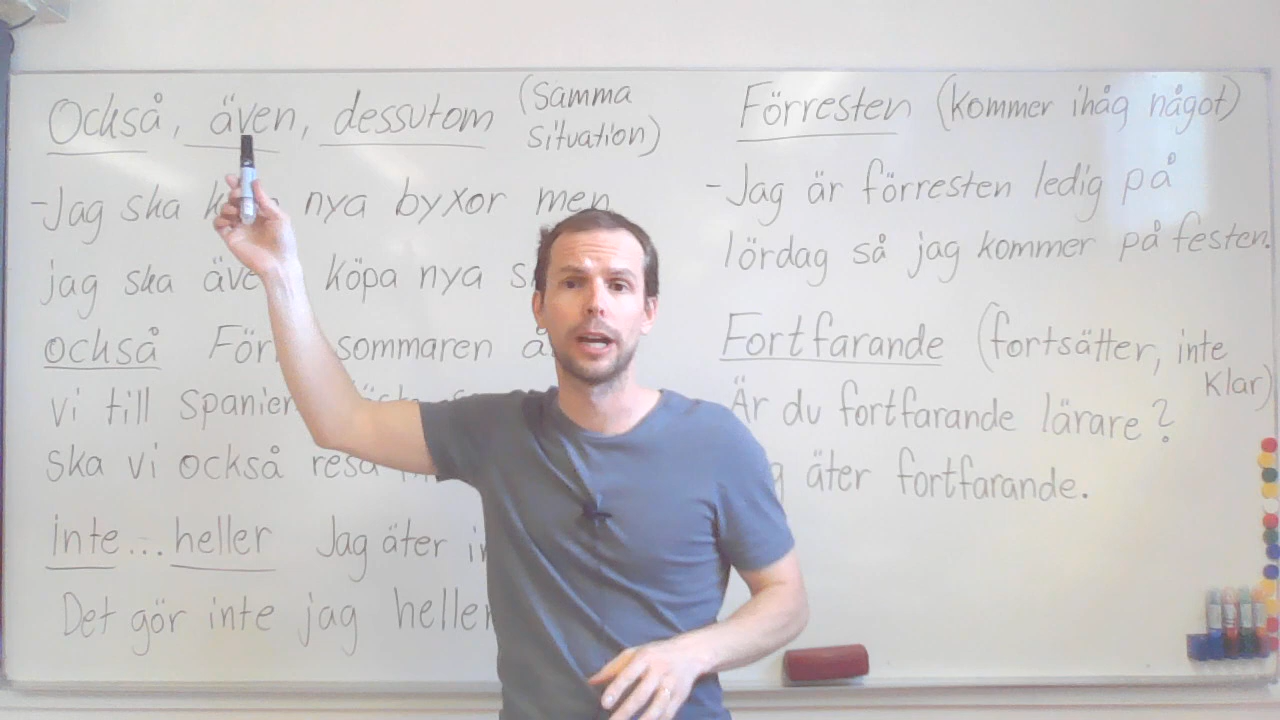 Också, även, dessutom (samma
situation)
-Jag ska nya byxor men
jag ska köpa nya
också sommaren
vi till Spanien
ska vi också resa
inte... heller Jag äter
Det gör inte jag heller
Förresten (kommer ihåg något)
-Jag är förresten ledig på
lördag så jag kommer på festen.
Fortfarande (fortsätter, inte
klar)
Är du fortfarande lärare?
äter fortfarande.